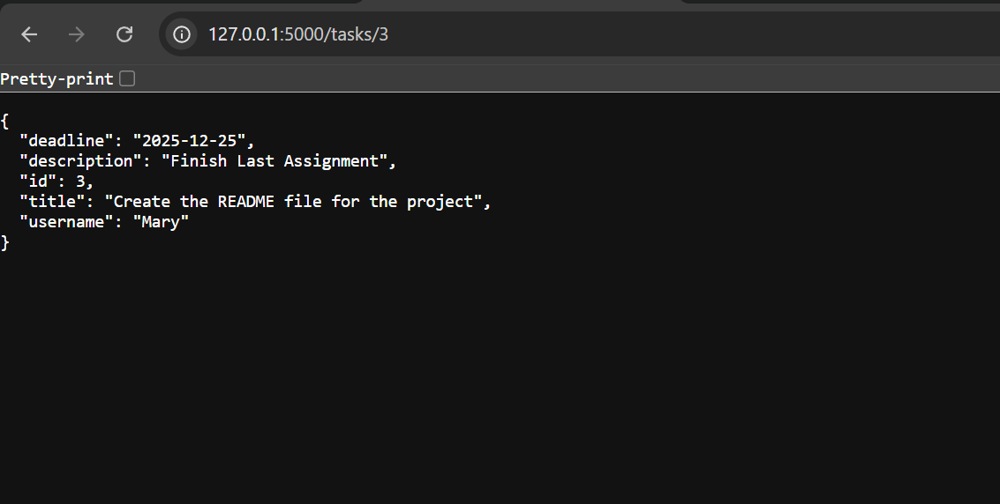 127.0.0.1:5000/tasks/3
Pretty-print
{
  "deadline": "2025-12-25",
  "description": "Finish Last Assignment",
  "id": 3,
  "title": "Create the README file for the project",
  "username": "Mary"
}